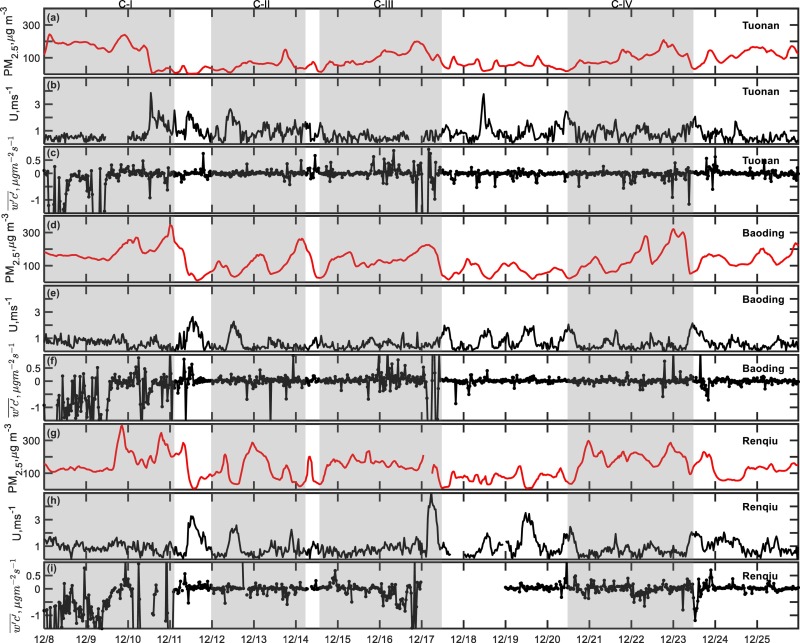 C-I C-II C-III C-IV
(a) Tuonan
PM2.5,μg m-3
300
100
(b) Tuonan
U,ms-1
3
1
(c) Tuonan
w'c', μgm−2s−1
0.5
0
-1
(d) Baoding
PM2.5,μg m-3
300
100
(e) Baoding
U,ms-1
3
1
(f) Baoding
w'c', μgm−2s−1
0.5
0
-1
(g) Renqiu
PM2.5,μg m-3
300
100
(h) Renqiu
U,ms-1
3
1
(i) Renqiu
w'c', μgm−2s−1
0.5
0
-1
12/8 12/9 12/10 12/11 12/12 12/13 12/14 12/15 12/16 12/17 12/18 12/19 12/20 12/21 12/22 12/23 12/24 12/25